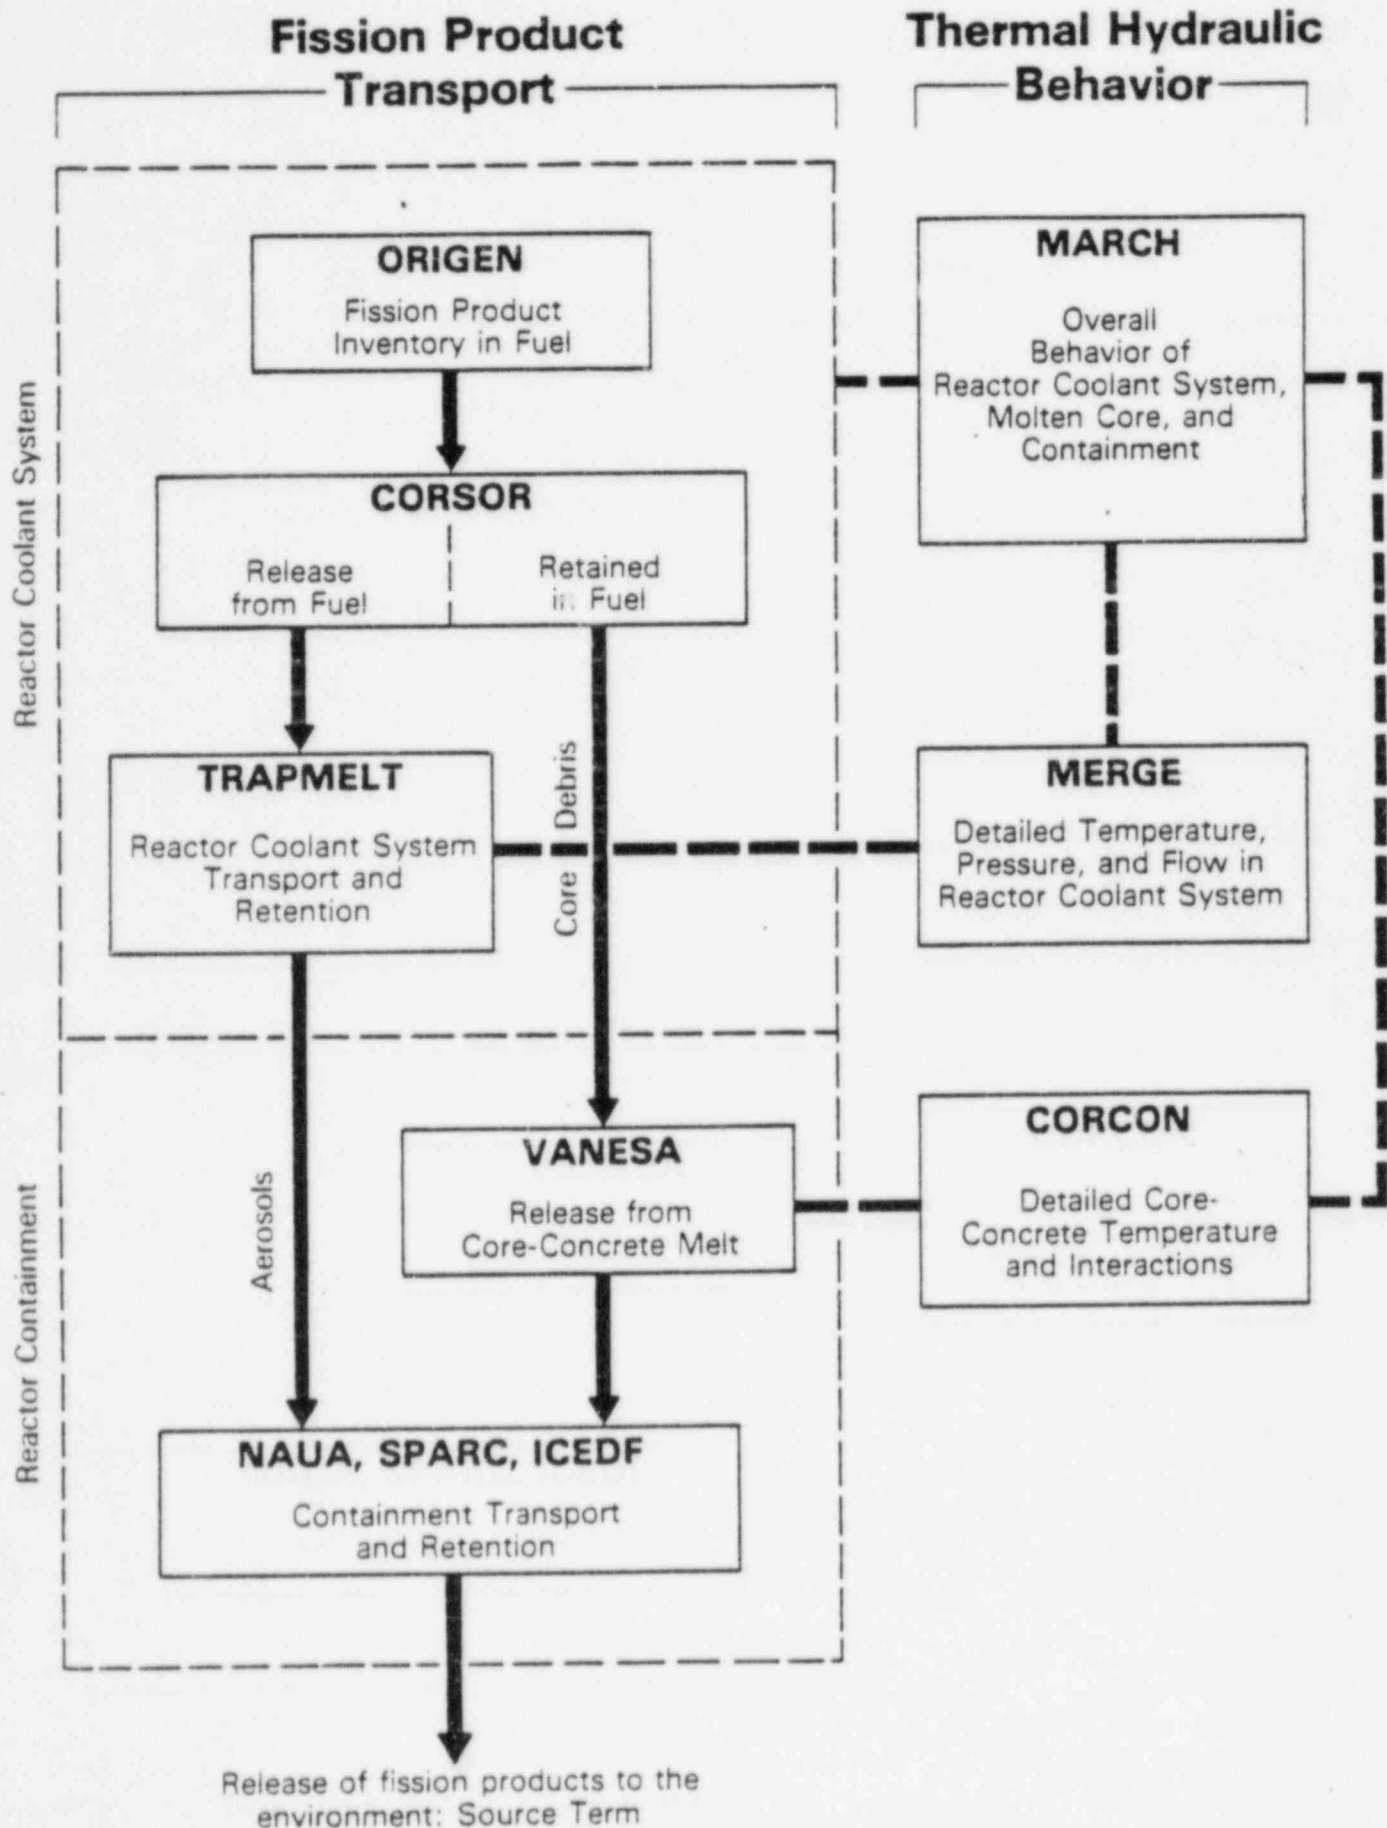 Fission Product
Transport
Thermal Hydraulic
Behavior
Reactor Coolant System
ORIGEN
Fission Product
Inventory in Fuel
CORSOR
Release
from Fuel
Retained
in Fuel
TRAPMELT
Reactor Coolant System
Transport and
Retention
Core Debris
MARCH
Overall
Behavior of
Reactor Coolant System,
Molten Core, and
Containment
MERGE
Detailed Temperature,
Pressure, and Flow in
Reactor Coolant System
Reactor Containment
Aerosols
VANESA
Release from
Core-Concrete Melt
CORCON
Detailed Core-
Concrete Temperature
and Interactions
NAUA, SPARC, ICEDF
Containment Transport
and Retention
Release of fission products to the
environment: Source Term